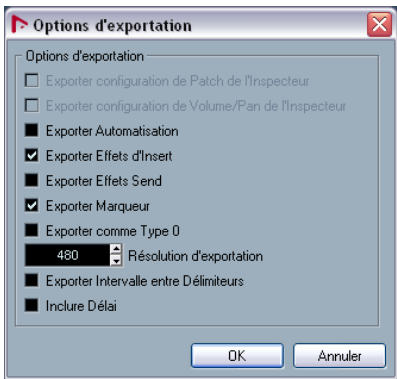 Options d'exportation
Options d'exportation
Exporter configuration de Patch de l'Inspecteur
Exporter configuration de Volume/Pan de l'Inspecteur
Exporter Automatisation
Exporter Effets d'Insert
Exporter Effets Send
Exporter Marqueur
Exporter comme Type 0
480 Résolution d'exportation
Exporter Intervalle entre Délimiteurs
Inclure Délai
OK Annuler